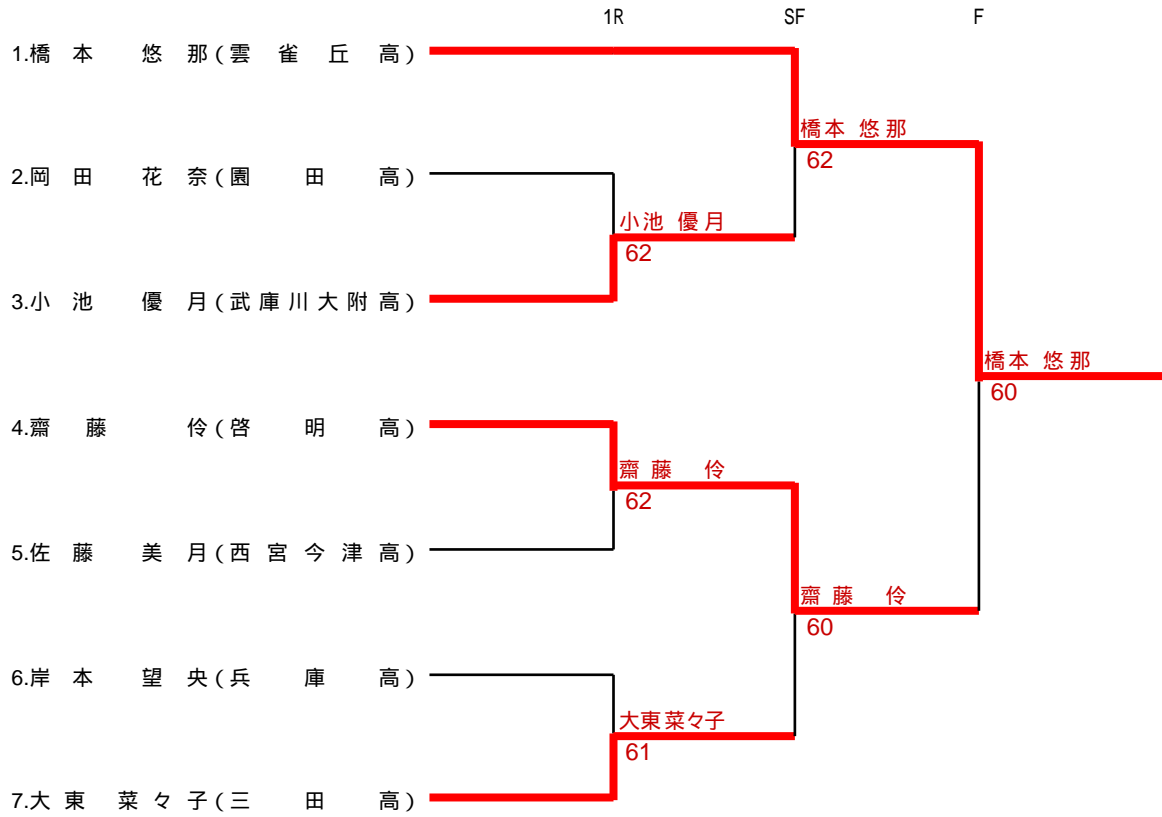 1R SF F
1.橋本 悠那(雲雀丘高)
橋本 悠那
62
2.岡田 花奈(園田高)
小池 優月
62
3.小池 優月(武庫川大附高)
橋本 悠那
60
4.齋藤 伶(啓明高)
齋藤 伶
62
5.佐藤 美月(西宮今津高)
齋藤 伶
60
6.岸本 望央(兵庫高)
大東菜々子
61
7.大東 菜々子(三田高)